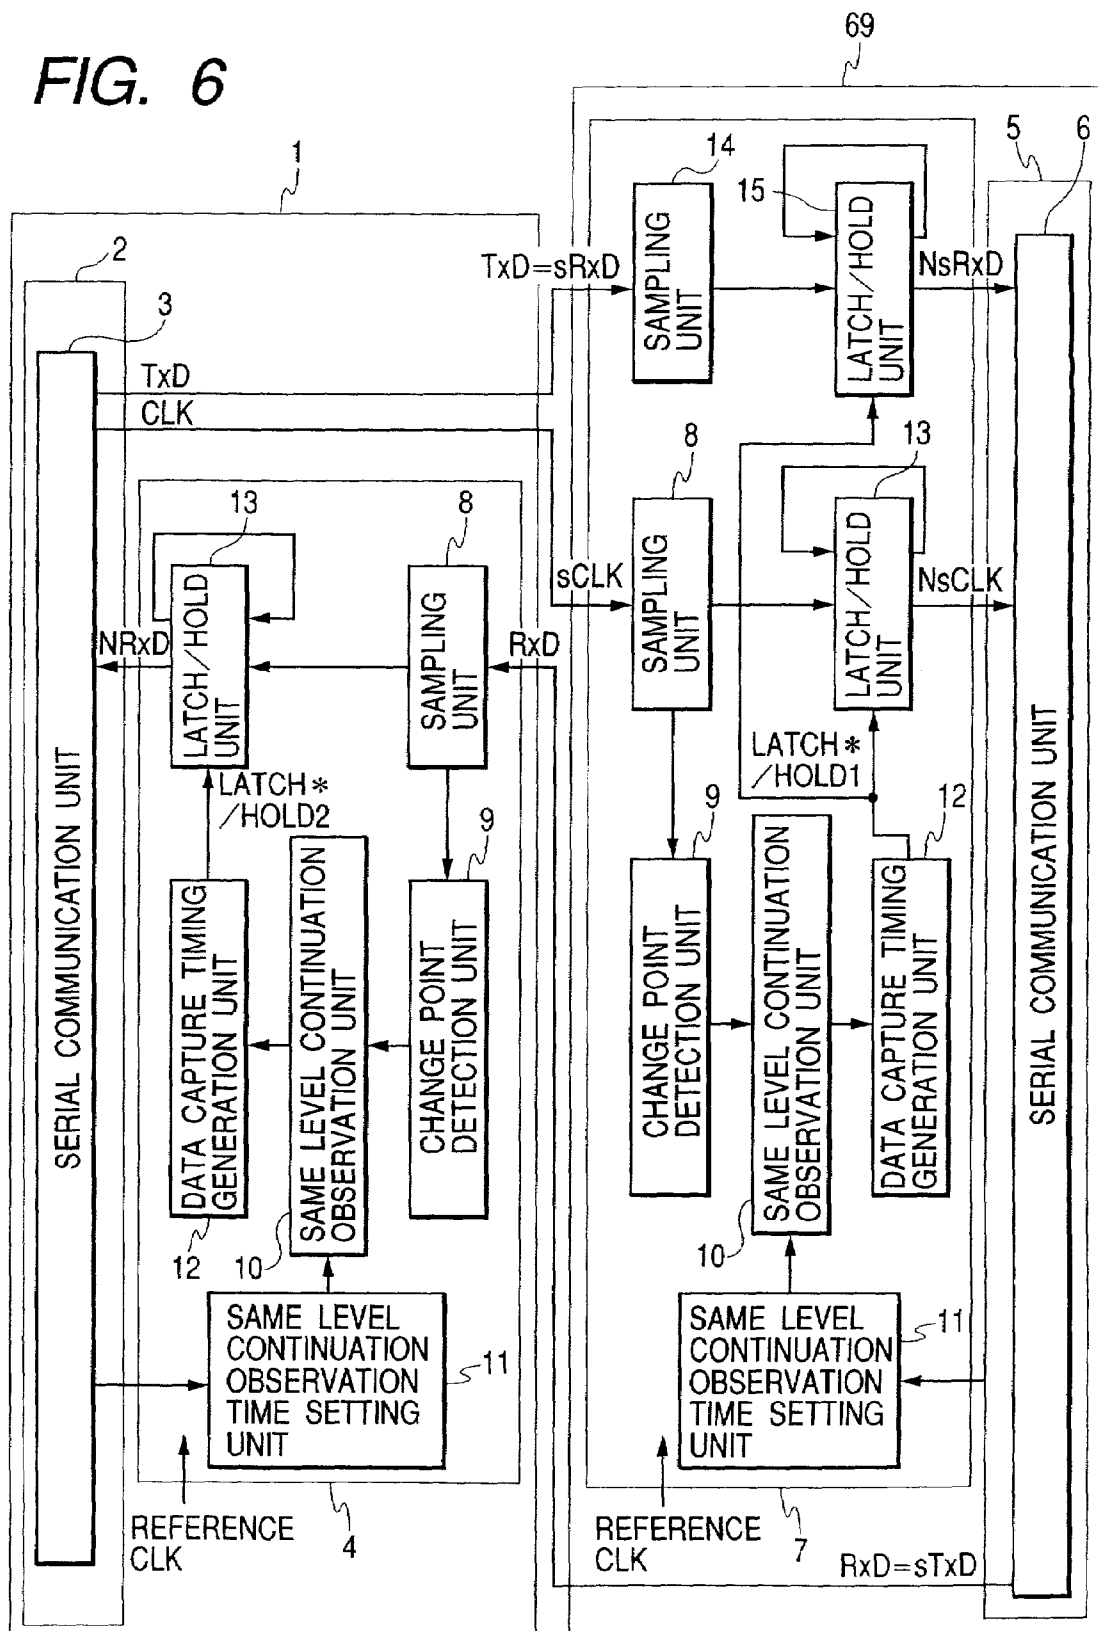 FIG. 6
69
1
2
3
TxD
CLK
14
15
5
6
TxD=sRxD
SAMPLING
UNIT
LATCH/HOLD
UNIT
NsRxD
13
8
8
13
sCLK
SAMPLING
UNIT
LATCH/HOLD
UNIT
NsCLK
NRxD
LATCH/HOLD
UNIT
SAMPLING
UNIT
RxD
LATCH*
/HOLD2
LATCH*
/HOLD1
9
9
12
SERIAL COMMUNICATION UNIT
DATA CAPTURE TIMING
GENERATION UNIT
SAME LEVEL CONTINUATION
OBSERVATION UNIT
CHANGE POINT
DETECTION UNIT
CHANGE POINT
DETECTION UNIT
SAME LEVEL CONTINUATION
OBSERVATION UNIT
DATA CAPTURE TIMING
GENERATION UNIT
SERIAL COMMUNICATION UNIT
12
10
10
SAME LEVEL
CONTINUATION
OBSERVATION
TIME SETTING
UNIT
11
SAME LEVEL
CONTINUATION
OBSERVATION
TIME SETTING
UNIT
11
REFERENCE
CLK
4
REFERENCE
CLK
7
RxD=sTxD